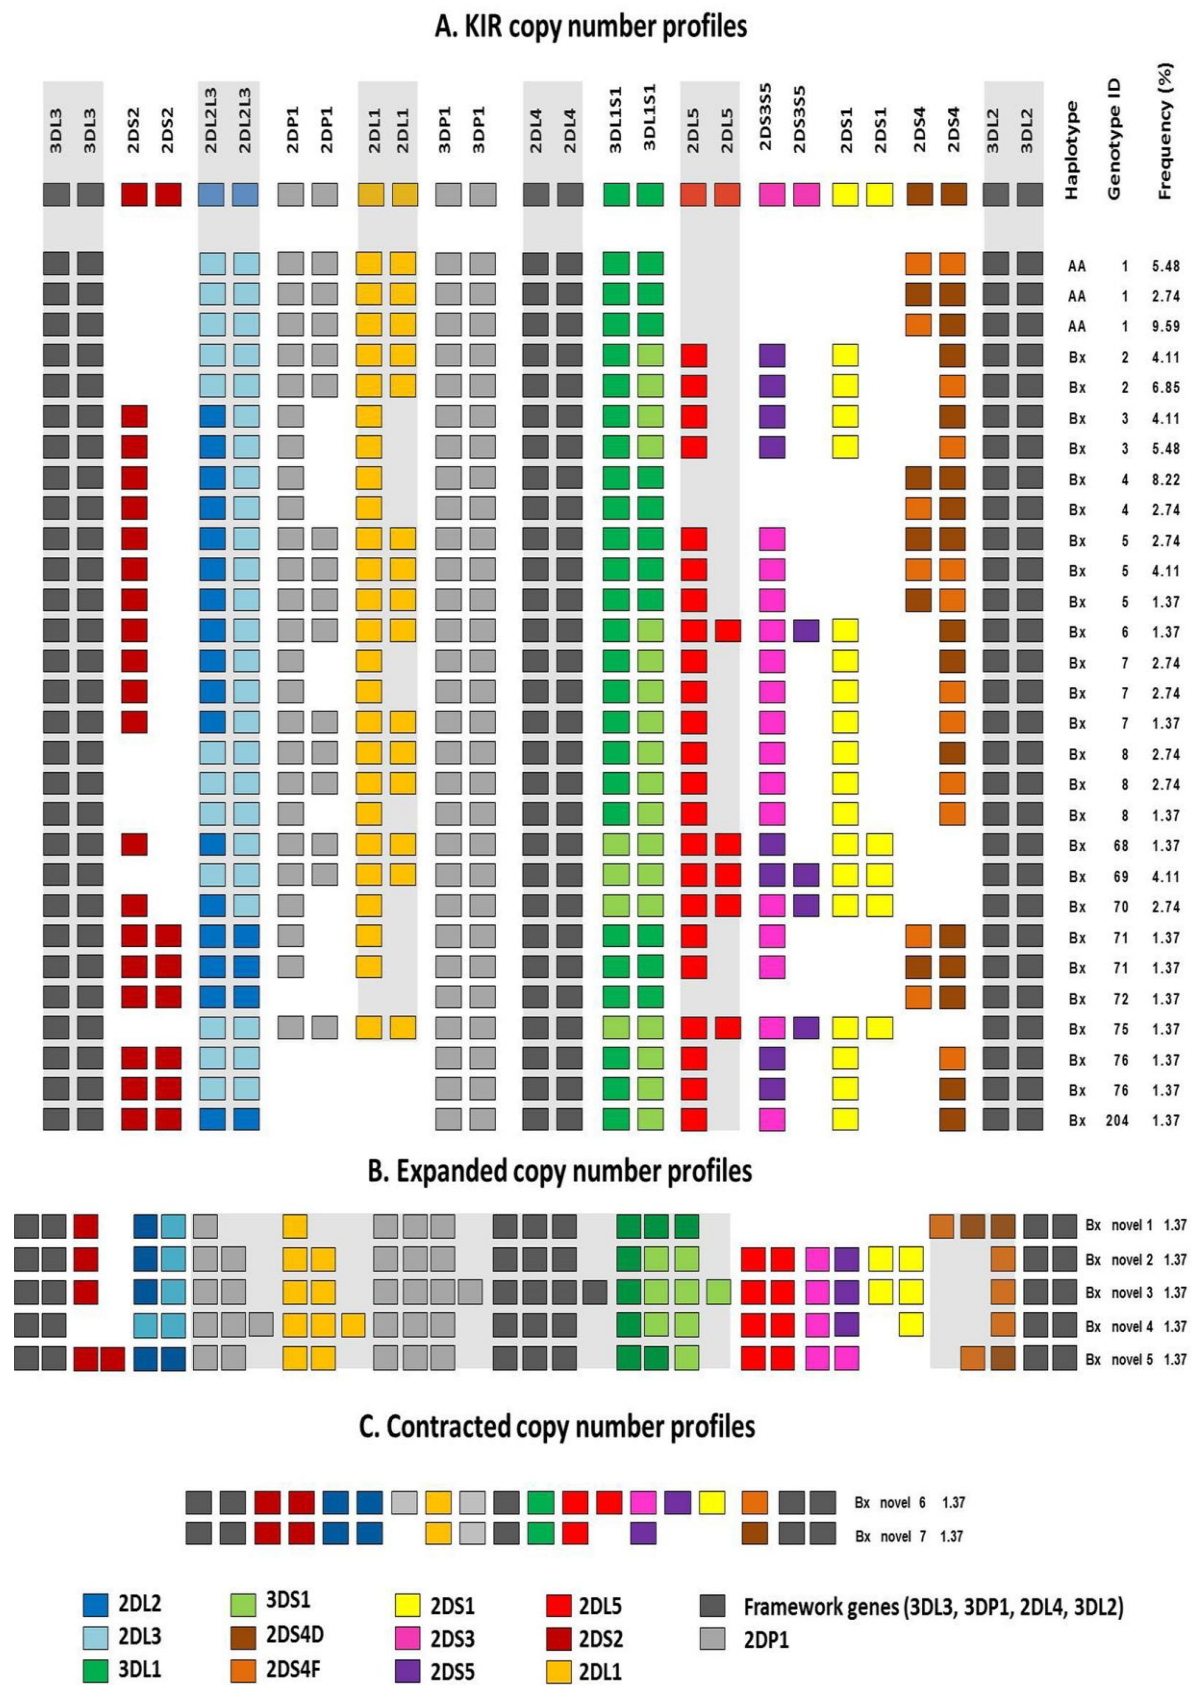 A. KIR copy number profiles
3DL3 3DL3 2DS2 2DS2 2DL2L3 2DL2L3 2DP1 2DP1 2DL1 2DL1 3DP1 3DP1 2DL4 2DL4 3DL1S1 3DL1S1 2DL5 2DL5 2DS3S5 2DS3S5 2DS1 2DS1 2DS4 2DS4 3DL2 3DL2 Haplotype Genotype ID Frequency (%)
AA 1 5.48
AA 1 2.74
AA 1 9.59
Bx 2 4.11
Bx 2 6.85
Bx 3 4.11
Bx 3 5.48
Bx 4 8.22
Bx 4 2.74
Bx 5 2.74
Bx 5 4.11
Bx 5 1.37
Bx 6 1.37
Bx 7 2.74
Bx 7 2.74
Bx 7 1.37
Bx 8 2.74
Bx 8 2.74
Bx 8 1.37
Bx 68 1.37
Bx 69 4.11
Bx 70 2.74
Bx 71 1.37
Bx 71 1.37
Bx 72 1.37
Bx 75 1.37
Bx 76 1.37
Bx 76 1.37
Bx 204 1.37
B. Expanded copy number profiles
Bx novel 1 1.37
Bx novel 2 1.37
Bx novel 3 1.37
Bx novel 4 1.37
Bx novel 5 1.37
C. Contracted copy number profiles
Bx novel 6 1.37
Bx novel 7 1.37
2DL2 3DS1 2DS1 2DL5 Framework genes (3DL3, 3DP1, 2DL4, 3DL2)
2DL3 2DS4D 2DS3 2DS2 2DP1
3DL1 2DS4F 2DS5 2DL1